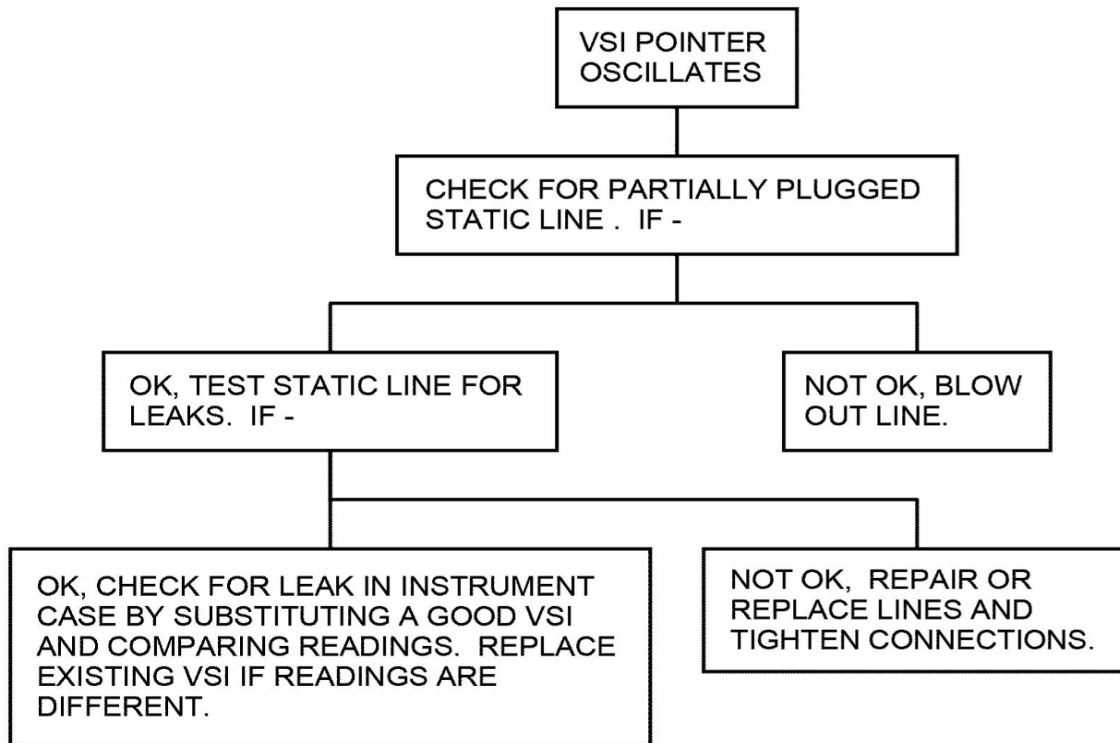 VSI POINTER
OSCILLATES
CHECK FOR PARTIALLY PLUGGED
STATIC LINE . IF -
OK, TEST STATIC LINE FOR
LEAKS. IF -
NOT OK, BLOW
OUT LINE.
OK, CHECK FOR LEAK IN INSTRUMENT
CASE BY SUBSTITUTING A GOOD VSI
AND COMPARING READINGS. REPLACE
EXISTING VSI IF READINGS ARE
DIFFERENT.
NOT OK, REPAIR OR
REPLACE LINES AND
TIGHTEN CONNECTIONS.